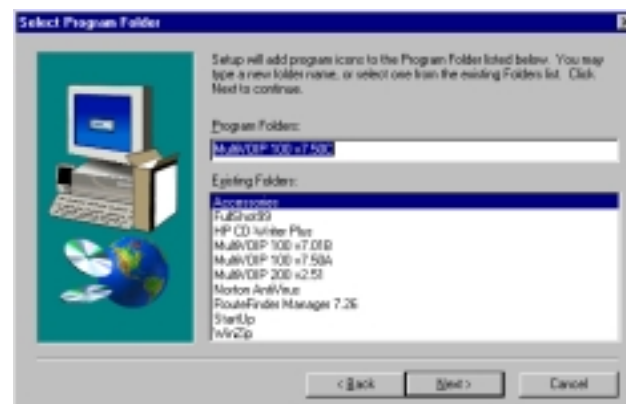 Select Program Folder
Setup will add program icons to the Program Folder listed below. You may
type a new folder name, or select one from the existing Folders list. Click
Next to continue.
Program Folders:
MultiVOIP 100 v7.50C
Existing Folders:
Accessories
FullShot99
HP CD-Writer Plus
MultiVOIP 100 v7.01B
MultiVOIP 100 v7.50A
MultiVOIP 200 v2.51
Norton AntiVirus
RouteFinder Manager 7.26
StartUp
WinZip
< Back
Next >
Cancel